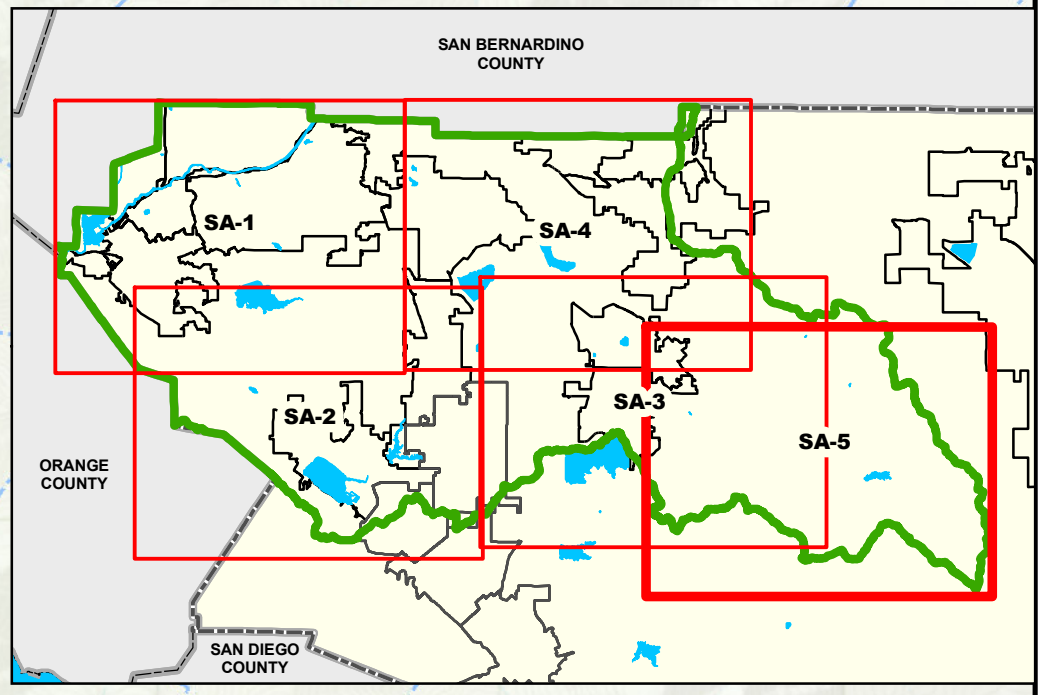 SAN BERNARDINO
COUNTY
SA-1
SA-4
SA-3
SA-2
SA-5
ORANGE
COUNTY
SAN DIEGO
COUNTY